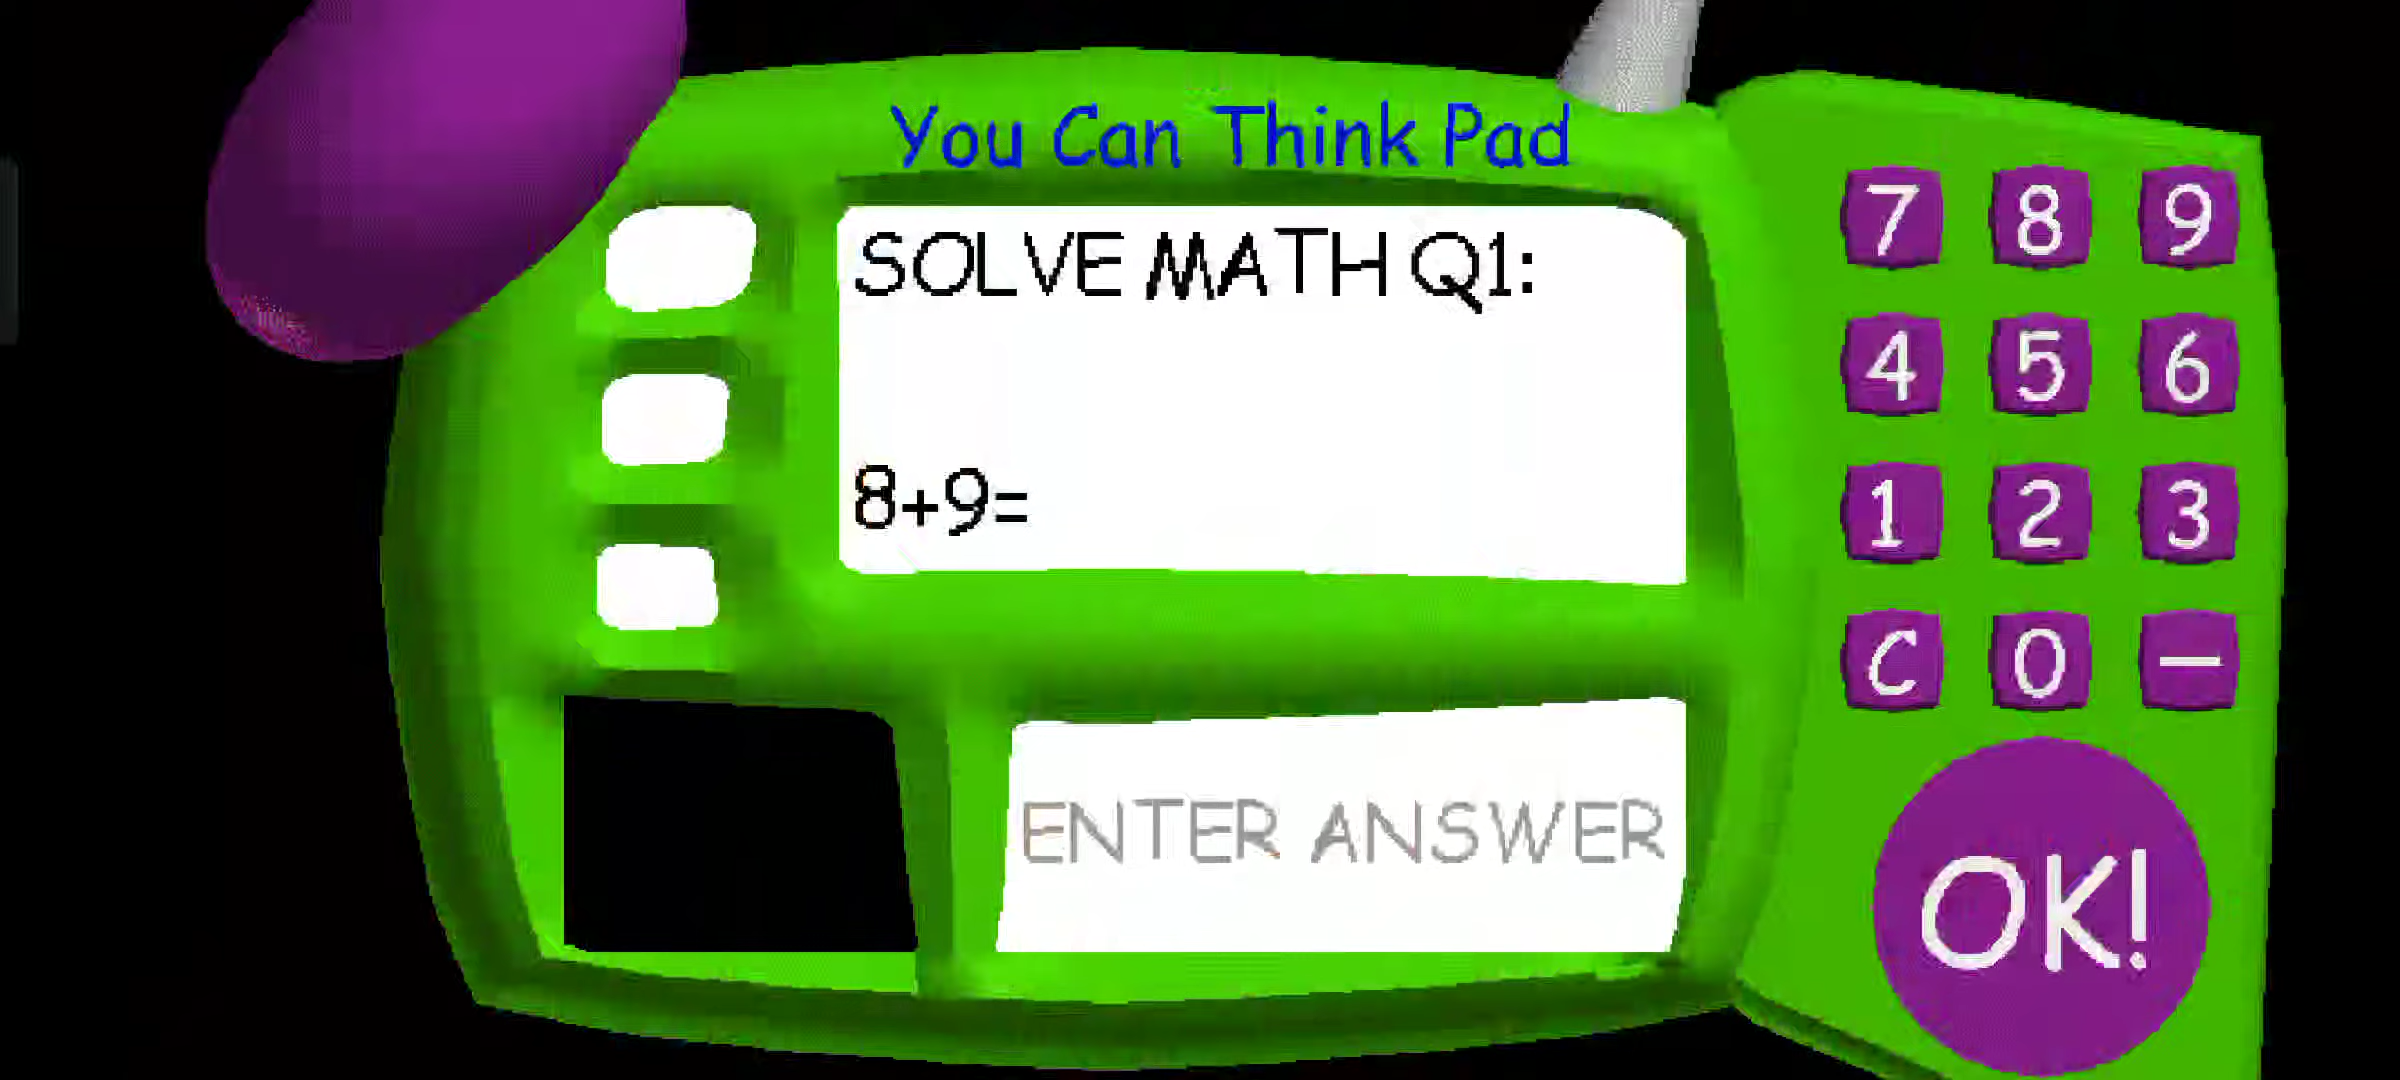 You Can Think Pad
SOLVE MATH Q1:
8+9=
7 8 9
4 5 6
1 2 3
C 0 —
ENTER ANSWER
OK!